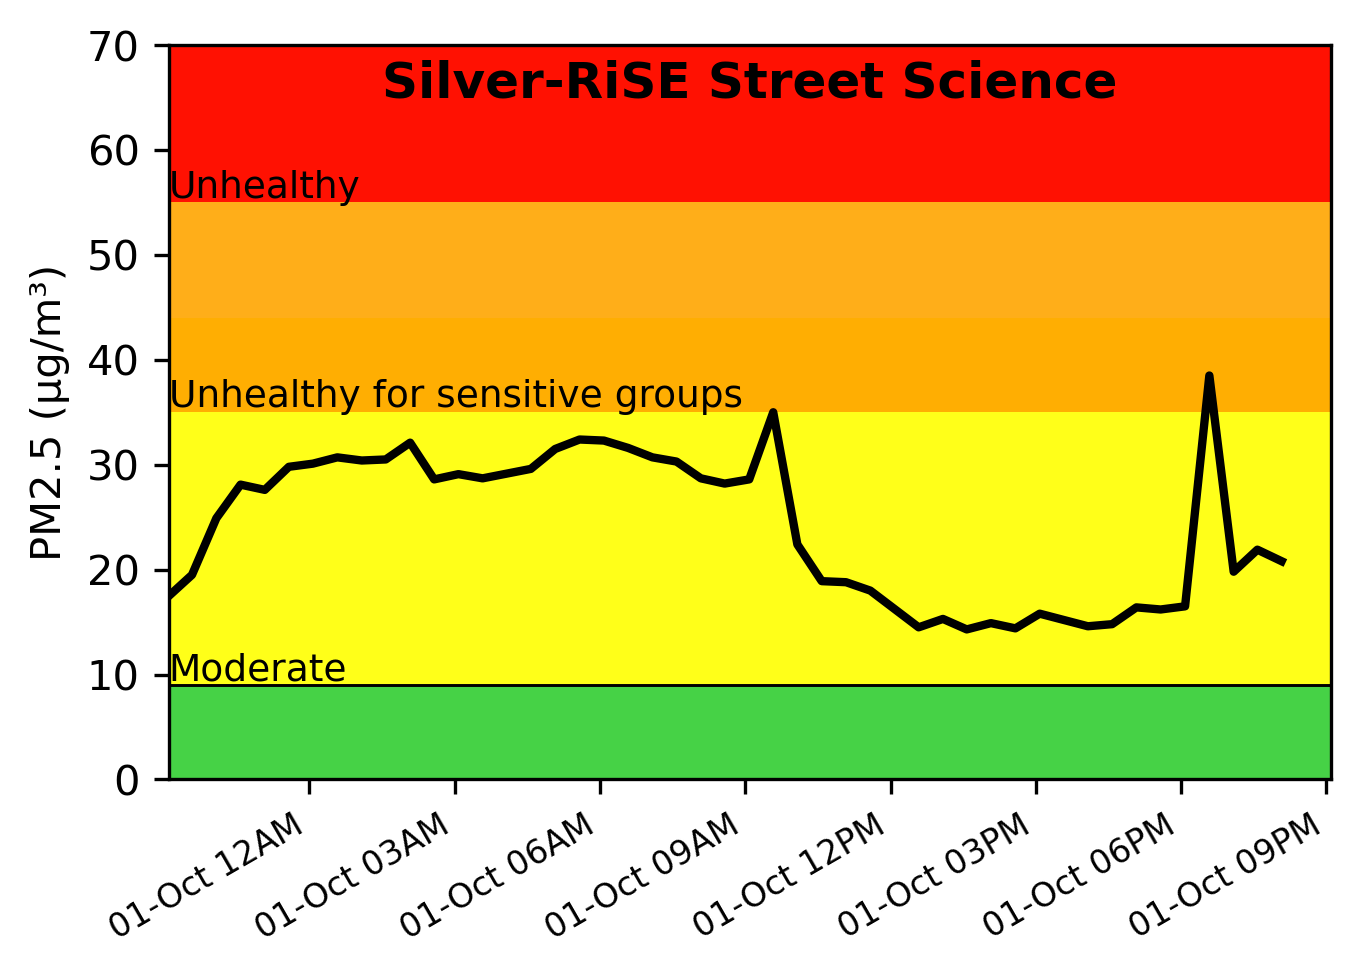 Silver-RiSE Street Science
PM2.5 (μg/m³)
70
60
Unhealthy
50
40
Unhealthy for sensitive groups
30
20
10
Moderate
0
01-Oct 12AM
01-Oct 03AM
01-Oct 06AM
01-Oct 09AM
01-Oct 12PM
01-Oct 03PM
01-Oct 06PM
01-Oct 09PM